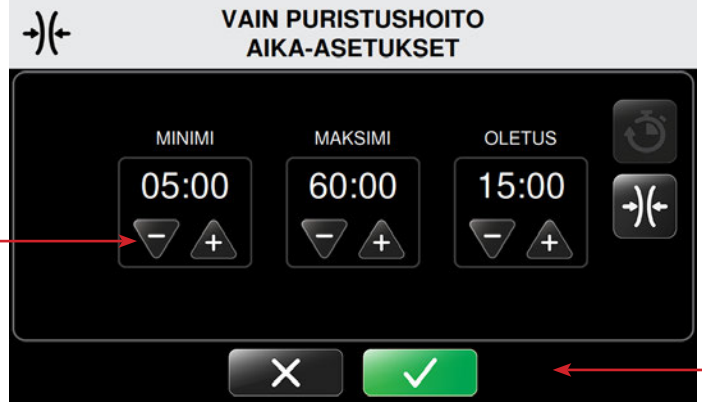 VAIN PURISTUSHOITO
AIKA-ASETUKSET
MINIMI MAKSIMI OLETUS
05:00 60:00 15:00
− + − + − +